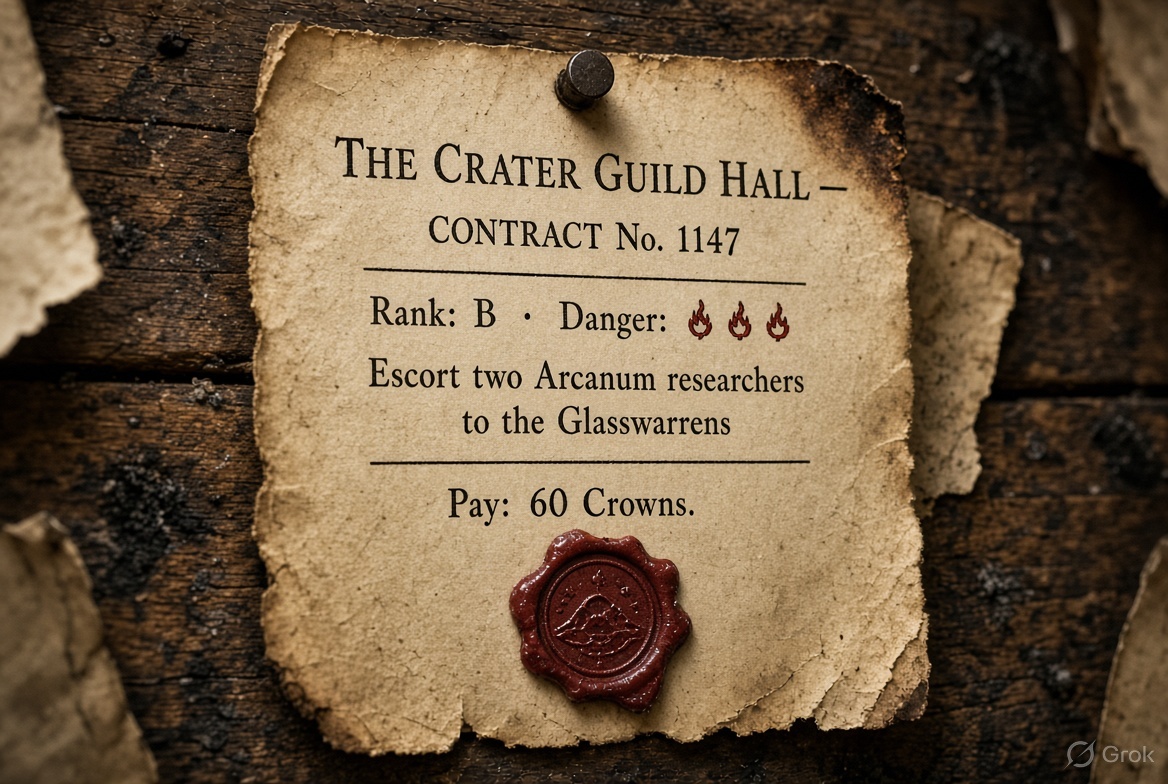 THE CRATER GUILD HALL —
CONTRACT No. 1147
Rank: B · Danger:
Escort two Arcanum researchers
to the Glasswarrens
Pay: 60 Crowns.
Grok